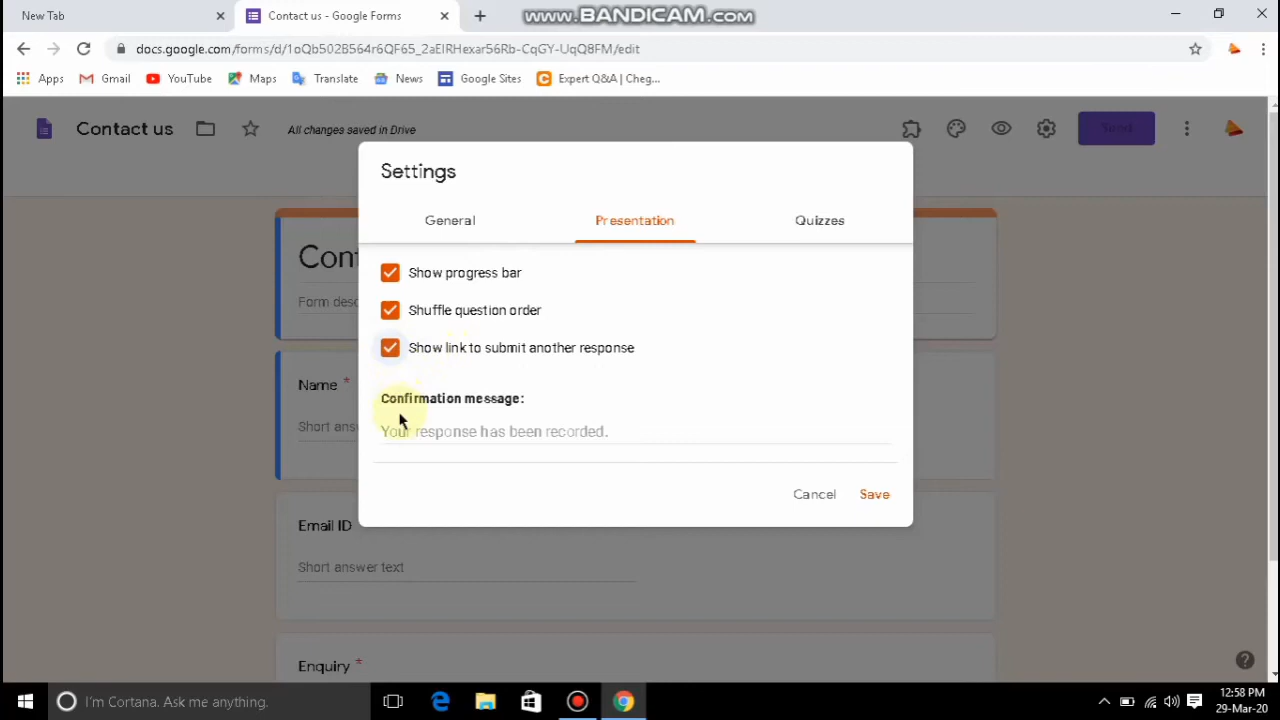 New Tab
Contact us - Google Forms
www.BANDICAM.com
docs.google.com/forms/d/1oQb502B564r6QF65_2aEIRHexar56Rb-CqGY-UqQ8FM/edit
Apps
Gmail
YouTube
Maps
Translate
News
Google Sites
Expert Q&A | Cheg...
Contact us
All changes saved in Drive
Send
Settings
General
Presentation
Quizzes
Show progress bar
Shuffle question order
Show link to submit another response
Confirmation message:
Your response has been recorded.
Cancel
Save
Cont
Form desc
Name *
Short ans
Email ID
Short answer text
Enquiry *
I'm Cortana. Ask me anything.
12:58 PM
29-Mar-20